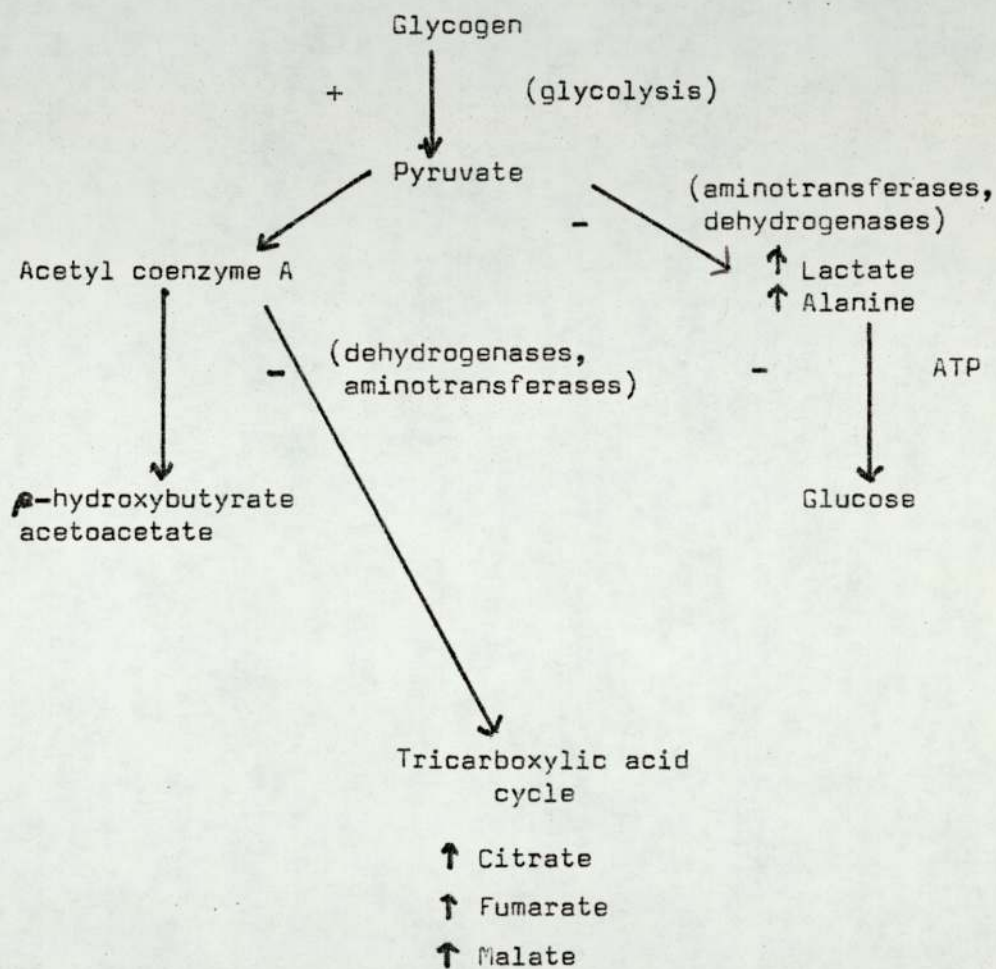 Glycogen
+ (glycolysis)
Pyruvate
(aminotransferases,
dehydrogenases)
-
Acetyl coenzyme A
↑ Lactate
↑ Alanine
(dehydrogenases,
aminotransferases)
-
- ATP
β-hydroxybutyrate
acetoacetate
Glucose
Tricarboxylic acid
cycle
↑ Citrate
↑ Fumarate
↑ Malate